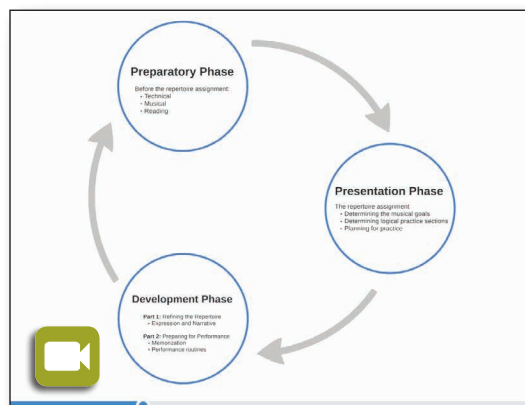 Preparatory Phase
Before the repertoire assignment:
• Technical
• Musical
• Reading
Presentation Phase
The repertoire assignment
• Determining the musical goals
• Determining logical practice sections
• Planning for practice
Development Phase
Part 1: Refining the Repertoire
• Expression and Narrative
Part 2: Preparing for Performance
• Memorization
• Performance routines